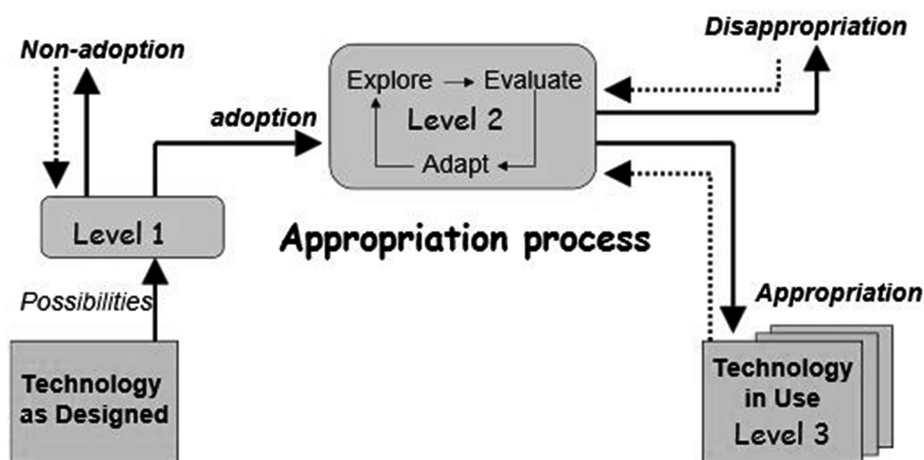 Non-adoption
Disappropriation
Explore
Evaluate
adoption
Level 2
Adapt
Level 1
Appropriation process
Possibilities
Appropriation
Technology
as Designed
Technology
in Use
Level 3